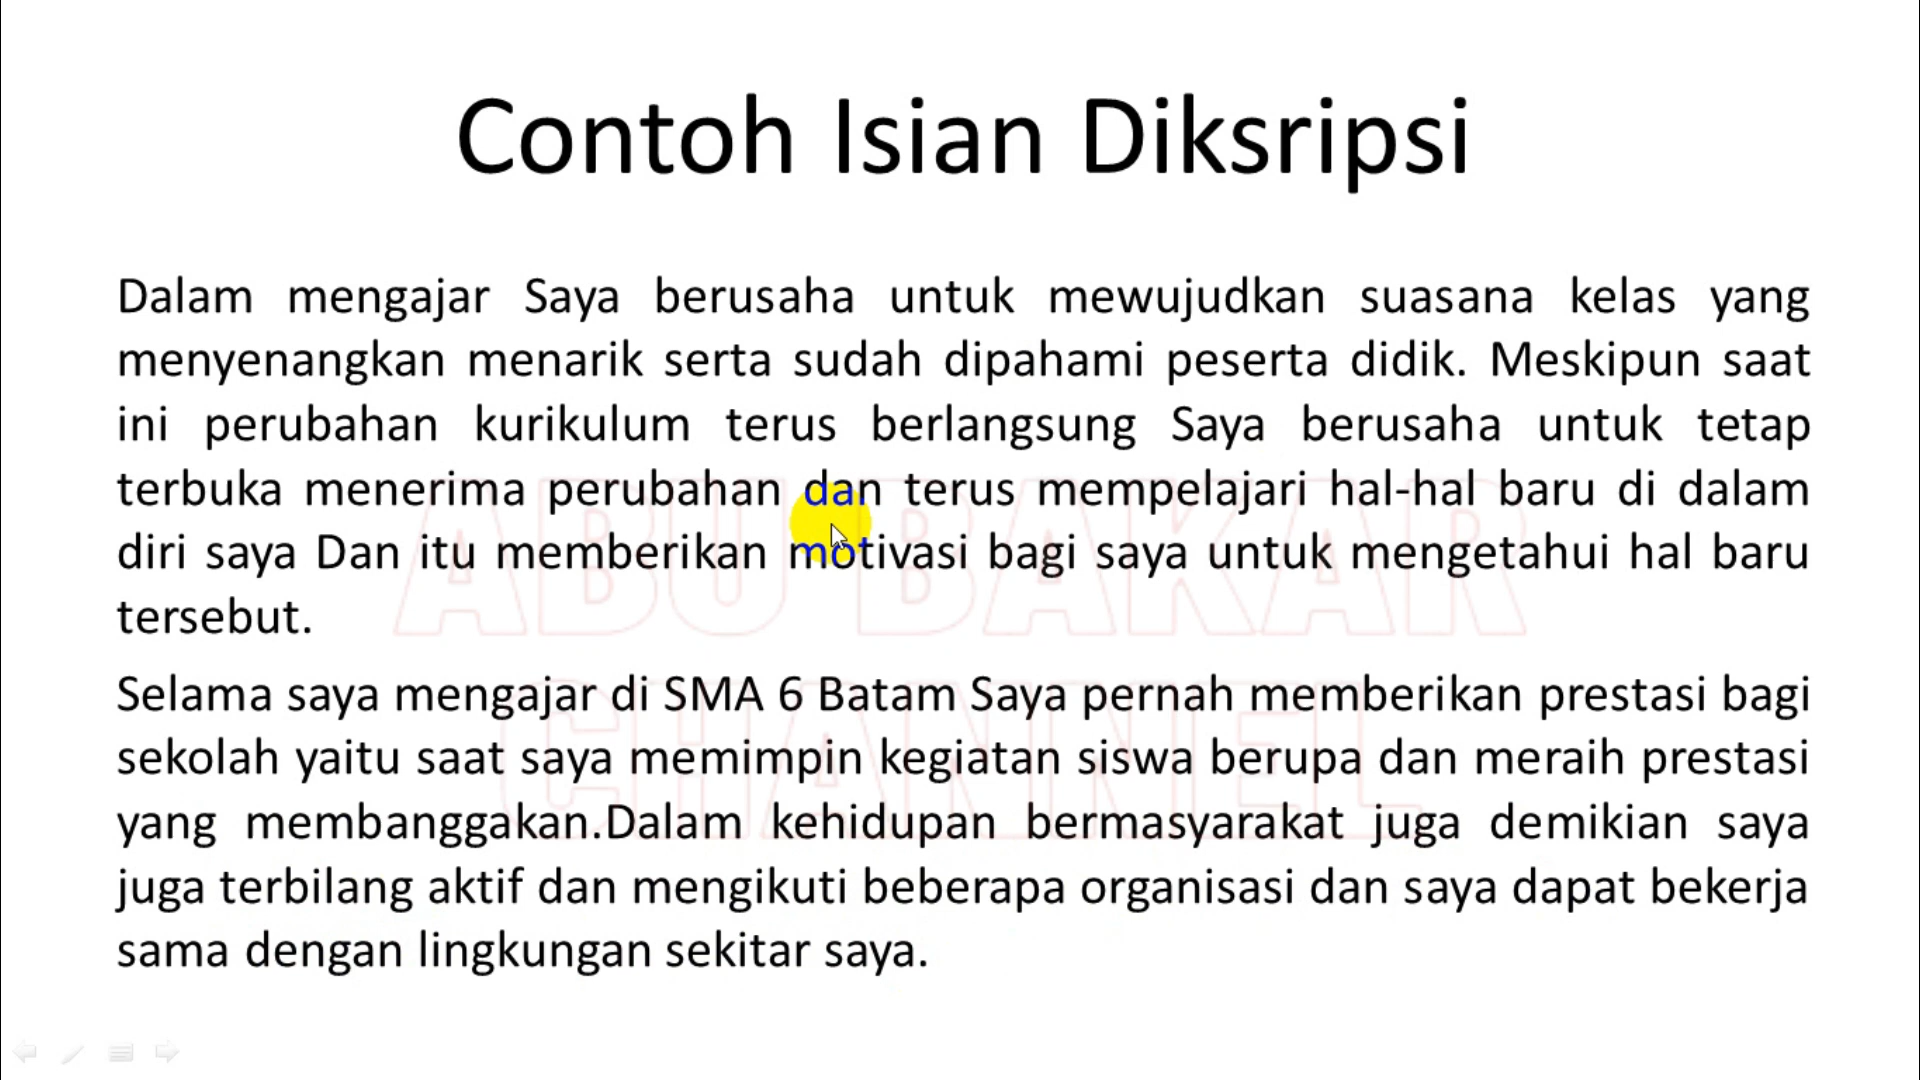 Contoh Isian Diksripsi
Dalam mengajar Saya berusaha untuk mewujudkan suasana kelas yang
menyenangkan menarik serta sudah dipahami peserta didik. Meskipun saat
ini perubahan kurikulum terus berlangsung Saya berusaha untuk tetap
terbuka menerima perubahan dan terus mempelajari hal-hal baru di dalam
diri saya Dan itu memberikan motivasi bagi saya untuk mengetahui hal baru
tersebut.
Selama saya mengajar di SMA 6 Batam Saya pernah memberikan prestasi bagi
sekolah yaitu saat saya memimpin kegiatan siswa berupa dan meraih prestasi
yang membanggakan.Dalam kehidupan bermasyarakat juga demikian saya
juga terbilang aktif dan mengikuti beberapa organisasi dan saya dapat bekerja
sama dengan lingkungan sekitar saya.
ABU BAKAR
CHANNEL